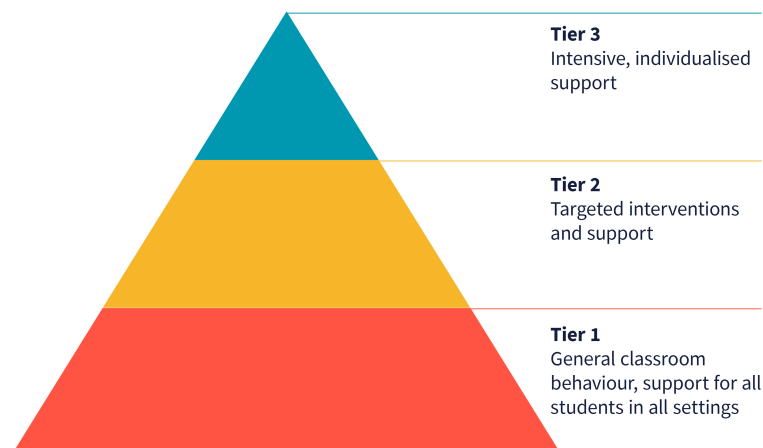 Tier 3
Intensive, individualised
support
Tier 2
Targeted interventions
and support
Tier 1
General classroom
behaviour, support for all
students in all settings